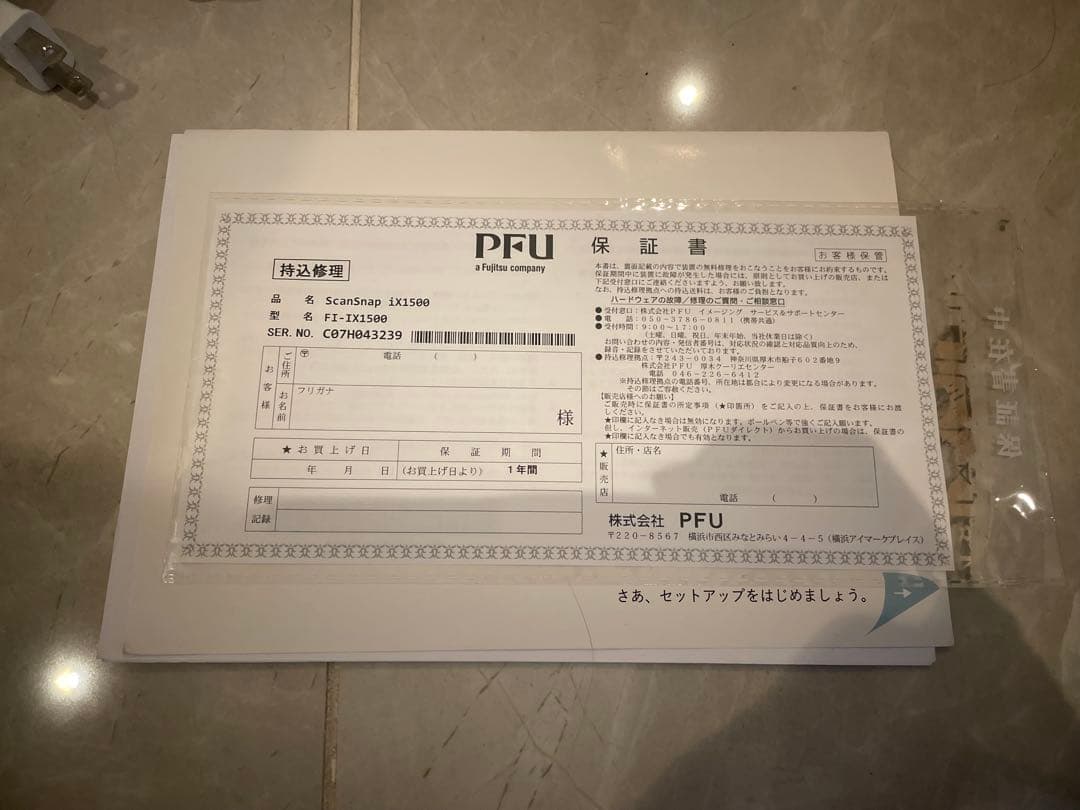 PFU
a Fujitsu company
保証書
お客様保管
持込修理
品 名 ScanSnap iX1500
型 名 FI-IX1500
SER.NO. C07H043239
お客様
ご住所
〒 電話 ( )
お名前
フリガナ
様
★お買上げ日 保証期間
年 月 日 (お買上げ日より) 1年間
修理記録
本書は、裏面記載の内容で装置の無料修理をおこなうことをお客様にお約束するものです。
保証期間中に装置に故障が発生した場合には、原則としてお買上げの販売店、または
下記受付窓口にご連絡くださいますよう、お願い致します。
なお、持込修理拠点への持込送料は、お客様のご負担となります。
ハードウェアの故障/修理のご質問・ご相談窓口
●受付窓口:株式会社PFU イメージング サービス&サポートセンター
●電 話:050-3786-0811(携帯共通)
●受付時間:9:00~17:00
(土曜、日曜、祝日、年末年始、当社休業日は除く)
お問い合わせの内容・発信者番号は、対応状況の確認と対応品質向上のため、
録音・記録をさせていただいております。
●持込修理拠点:〒243-0034 神奈川県厚木市船子602番地9
株式会社PFU 厚木ケーリエセンター
電話 046-226-6412
※持込修理拠点の電話番号、所在地は都合により変更になる場合があります。
その節はご容赦ください。
【販売店様へのお願い】
ご販売時に保証書の所定事項(★印箇所)をご記入の上、保証書をお客様にお渡
しください。
★印欄に記入なき場合は無効になります。ボールペン等で強くご記入願います。
但し、インターネット販売(PFUダイレクト)からお買い上げの場合は、保証書の
★印欄に記入なき場合でも有効となります。
★販売店
住所・店名
電話 ( )
株式会社 PFU
〒220-8567 横浜市西区みなとみらい4-4-5(横浜アイマークプレイス)
さあ、セットアップをはじめましょう。